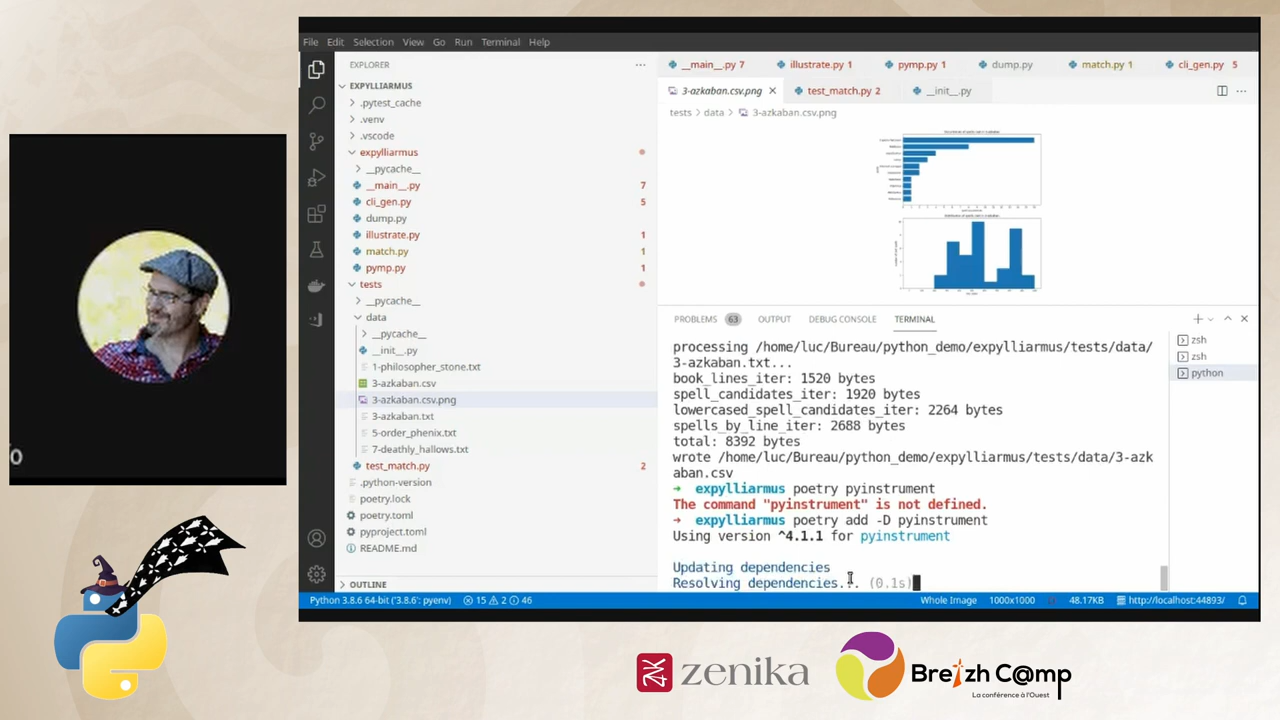 File Edit Selection View Go Run Terminal Help
EXPLORER
EXPYLLIARMUS
.pytest_cache
.venv
.vscode
expylliarmus
__pycache__
__main__.py 7
cli_gen.py 5
dump.py
illustrate.py 1
match.py 1
pymp.py 1
tests
__pycache__
data
__pycache__
__init__.py
1-philosopher_stone.txt
3-azkaban.csv
3-azkaban.csv.png
3-azkaban.txt
5-order_phenix.txt
7-deathly_hallows.txt
test_match.py 2
.python-version
poetry.lock
poetry.toml
pyproject.toml
README.md
OUTLINE
__main__.py 7 illustrate.py 1 pymp.py 1 dump.py match.py 1 cli_gen.py 5
3-azkaban.csv.png test_match.py 2 __init__.py
tests > data > 3-azkaban.csv.png
PROBLEMS 63 OUTPUT DEBUG CONSOLE TERMINAL
processing /home/luc/Bureau/python_demo/expylliarmus/tests/data/
3-azkaban.txt...
book_lines_iter: 1520 bytes
spell_candidates_iter: 1920 bytes
lowercased_spell_candidates_iter: 2264 bytes
spells_by_line_iter: 2688 bytes
total: 8392 bytes
wrote /home/luc/Bureau/python_demo/expylliarmus/tests/data/3-azk
aban.csv
➜ expylliarmus poetry pyinstrument
The command "pyinstrument" is not defined.
➜ expylliarmus poetry add -D pyinstrument
Using version ^4.1.1 for pyinstrument
Updating dependencies
Resolving dependencies... (0.1s)
zsh
zsh
python
Python 3.8.6 64-bit ('3.8.6': pyenv) 15 2 46 Whole Image 1000x1000 48.17KB http://localhost:44893/
zenika
Breizh C@mp
La conférence à l'Ouest